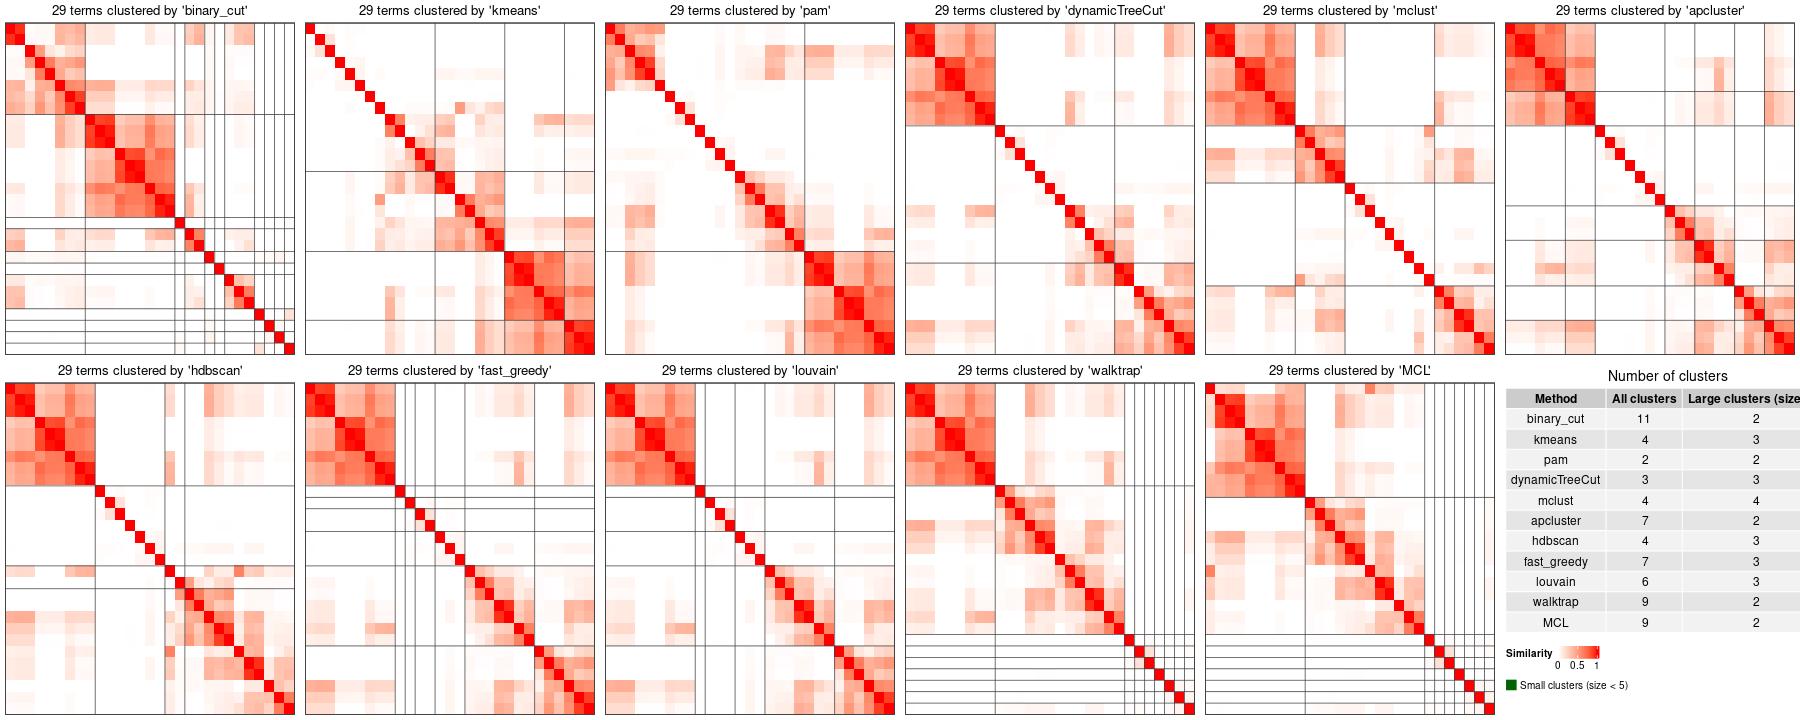 29 terms clustered by 'binary_cut'
29 terms clustered by 'kmeans'
29 terms clustered by 'pam'
29 terms clustered by 'dynamicTreeCut'
29 terms clustered by 'mclust'
29 terms clustered by 'apcluster'
29 terms clustered by 'hdbscan'
29 terms clustered by 'fast_greedy'
29 terms clustered by 'louvain'
29 terms clustered by 'walktrap'
29 terms clustered by 'MCL'
Number of clusters
Method All clusters Large clusters (size
binary_cut 11 2
kmeans 4 3
pam 2 2
dynamicTreeCut 3 3
mclust 4 4
apcluster 7 2
hdbscan 4 3
fast_greedy 7 3
louvain 6 3
walktrap 9 2
MCL 9 2
Similarity
0 0.5 1
Small clusters (size < 5)